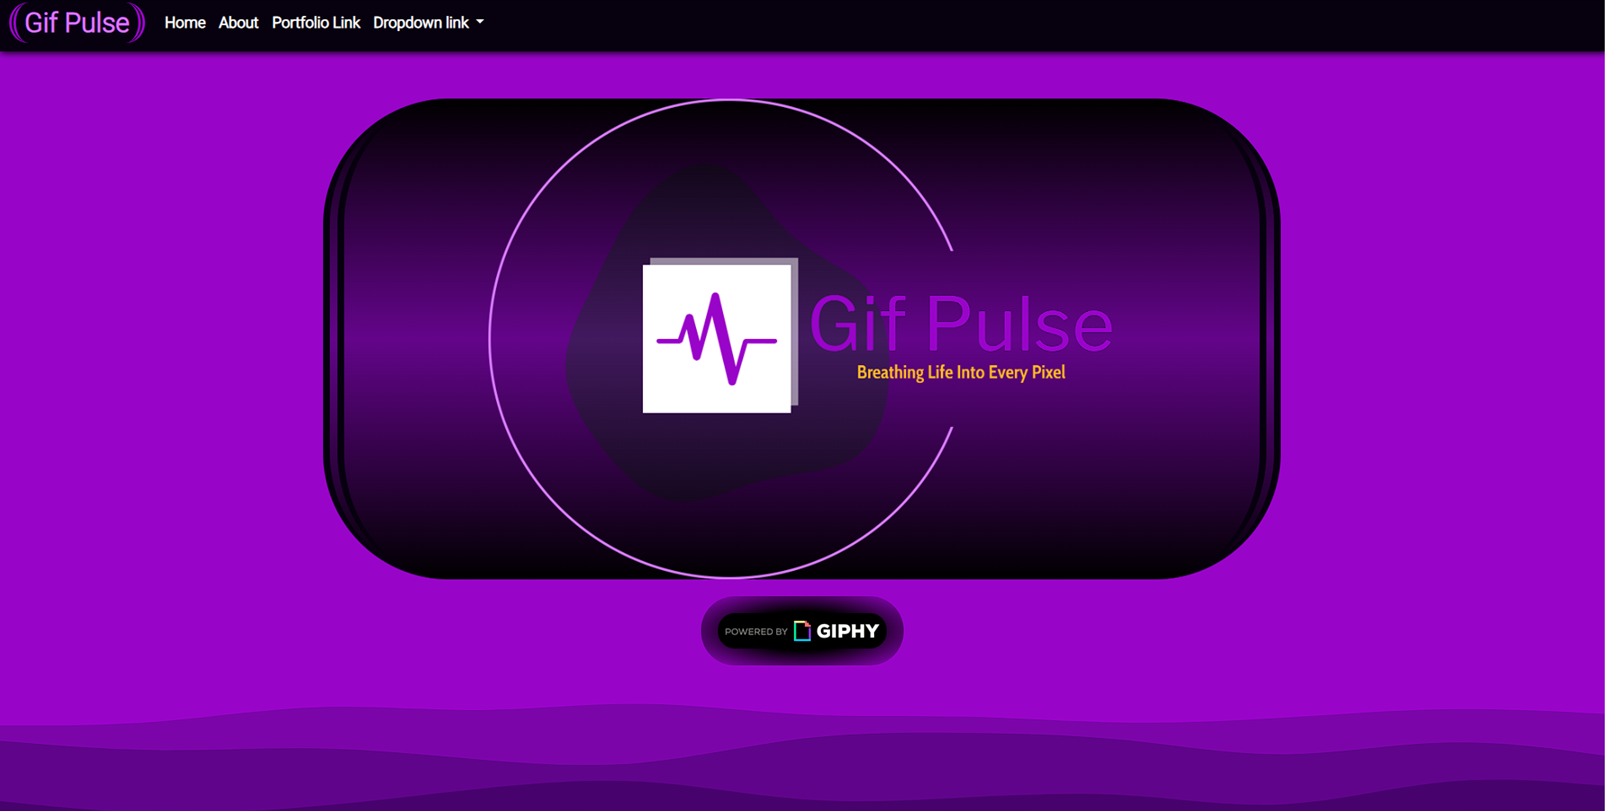 Gif Pulse Home About Portfolio Link Dropdown link
Gif Pulse
Breathing Life Into Every Pixel
POWERED BY GIPHY